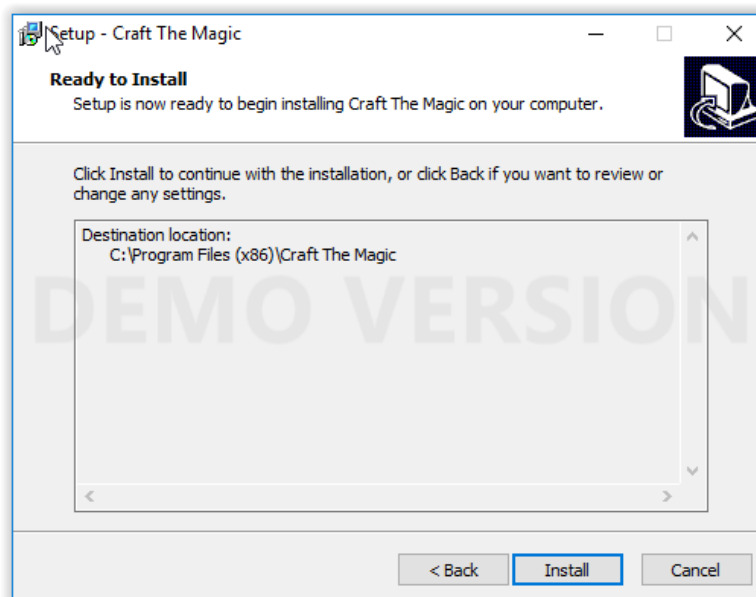 Setup - Craft The Magic
Ready to Install
Setup is now ready to begin installing Craft The Magic on your computer.
Click Install to continue with the installation, or click Back if you want to review or
change any settings.
Destination location:
C:\Program Files (x86)\Craft The Magic
DEMO VERSION
< Back
Install
Cancel